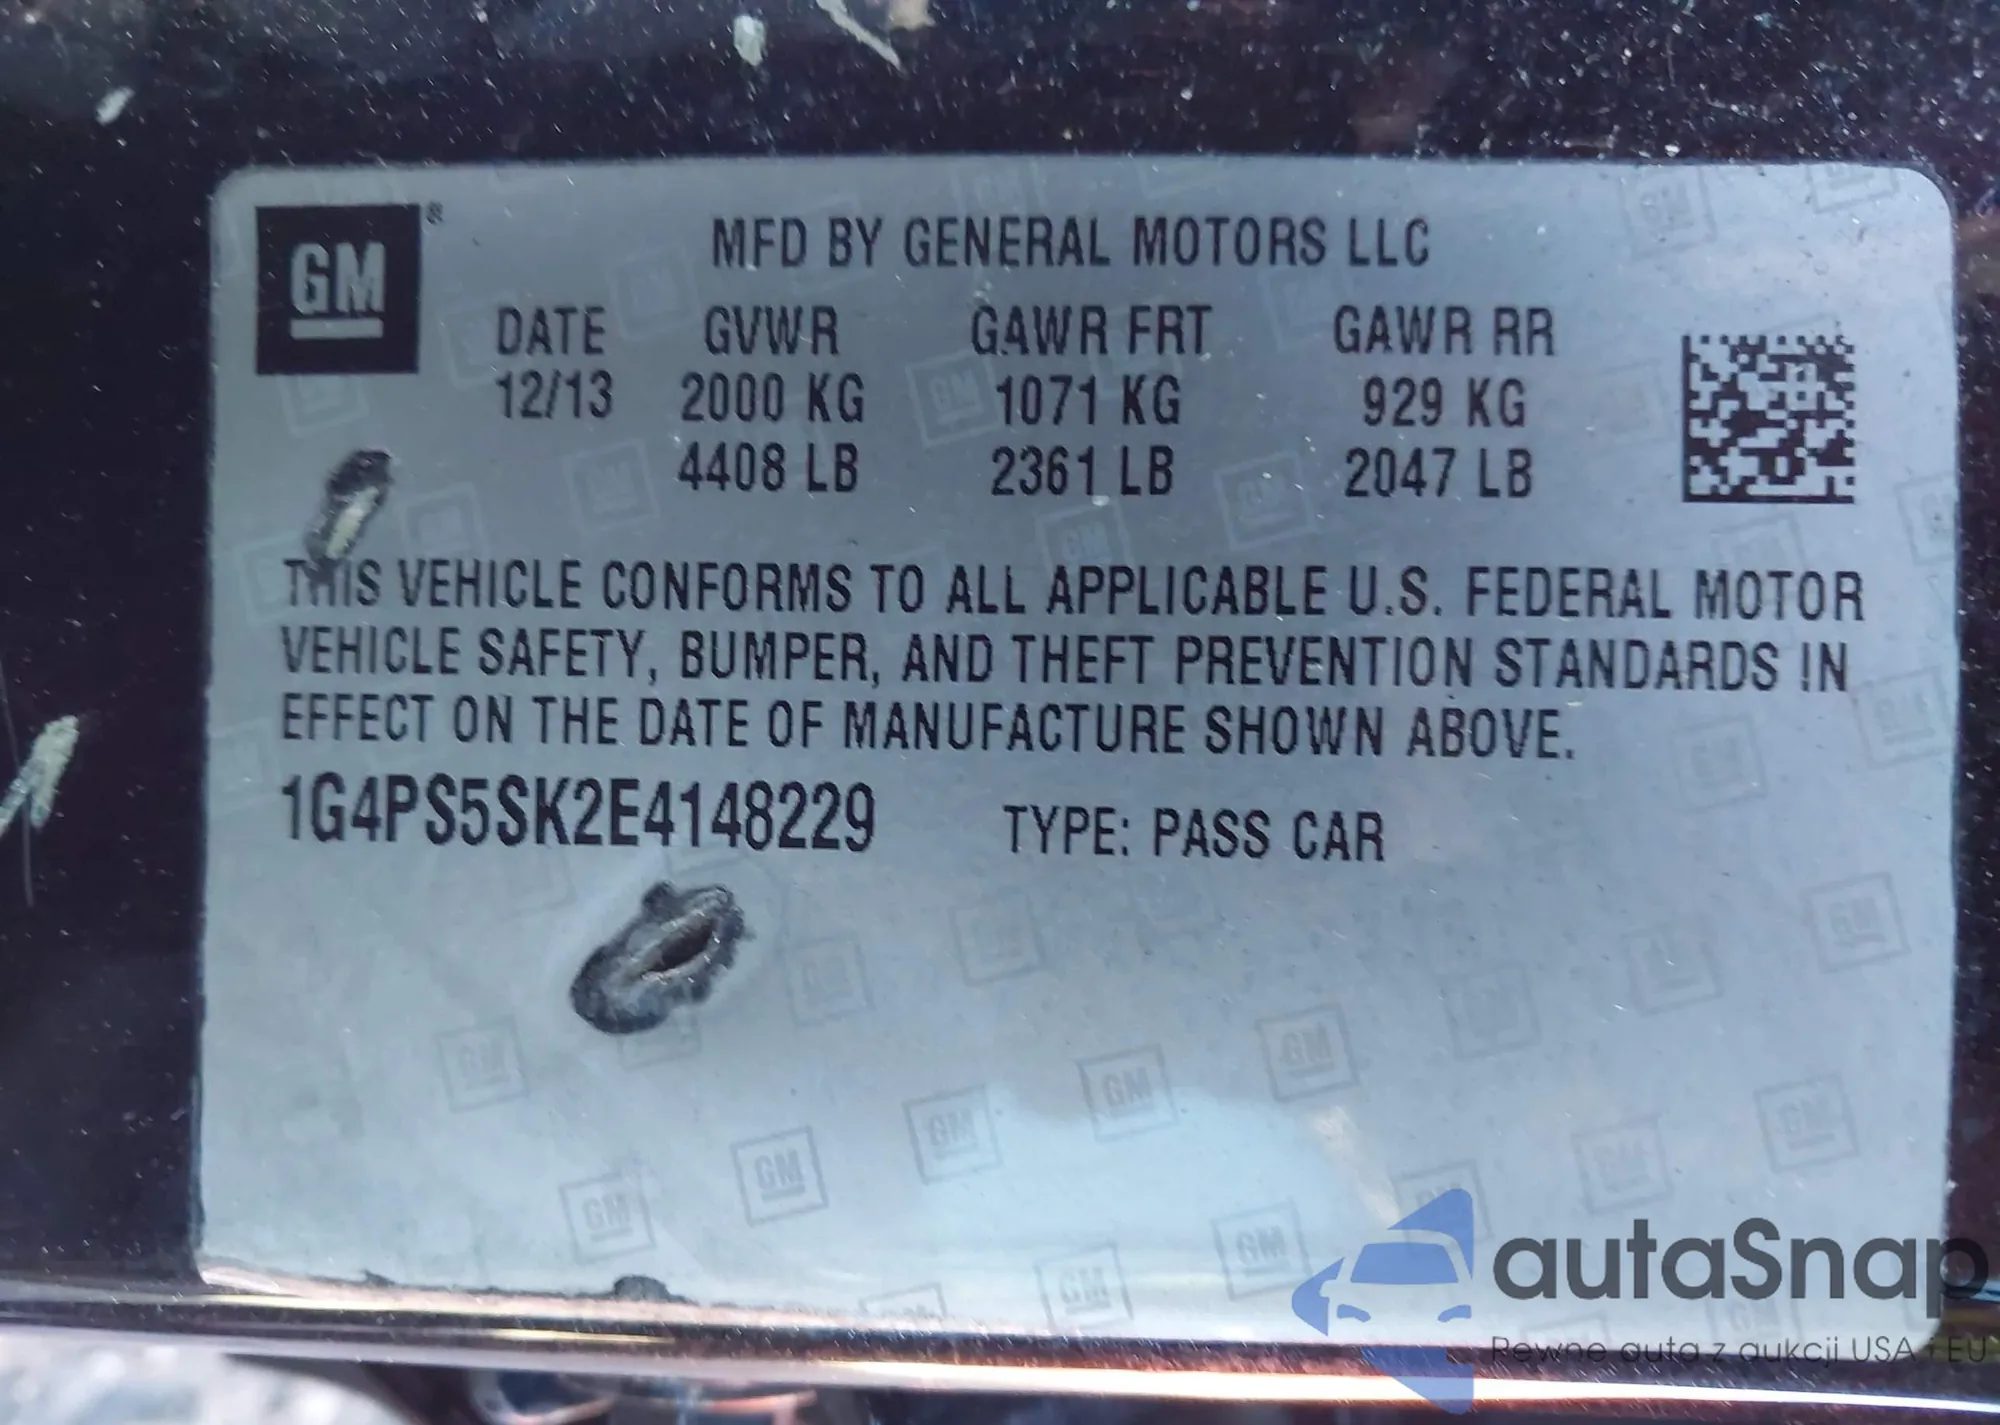 GM ®
MFD BY GENERAL MOTORS LLC
DATE GVWR GAWR FRT GAWR RR
12/13 2000 KG 1071 KG 929 KG
4408 LB 2361 LB 2047 LB
THIS VEHICLE CONFORMS TO ALL APPLICABLE U.S. FEDERAL MOTOR
VEHICLE SAFETY, BUMPER, AND THEFT PREVENTION STANDARDS IN
EFFECT ON THE DATE OF MANUFACTURE SHOWN ABOVE.
1G4PS5SK2E4148229 TYPE: PASS CAR
autaSnap
Pewne auta z aukcji USA i EU